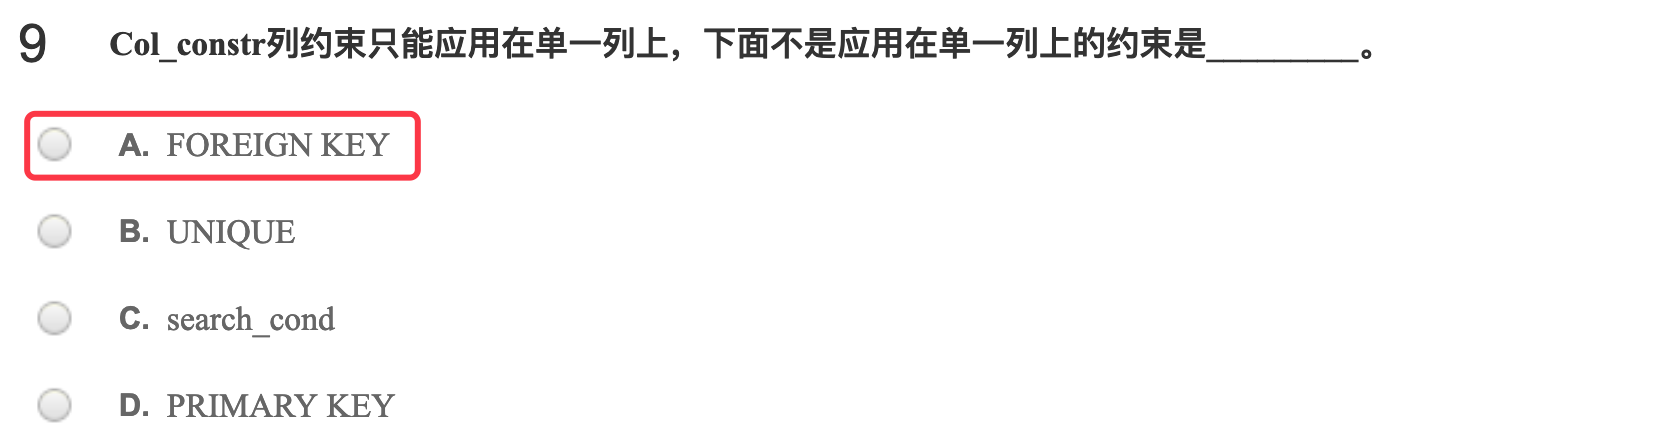 9 Col_constr列约束只能应用在单一列上，下面不是应用在单一列上的约束是_________。
A. FOREIGN KEY
B. UNIQUE
C. search_cond
D. PRIMARY KEY